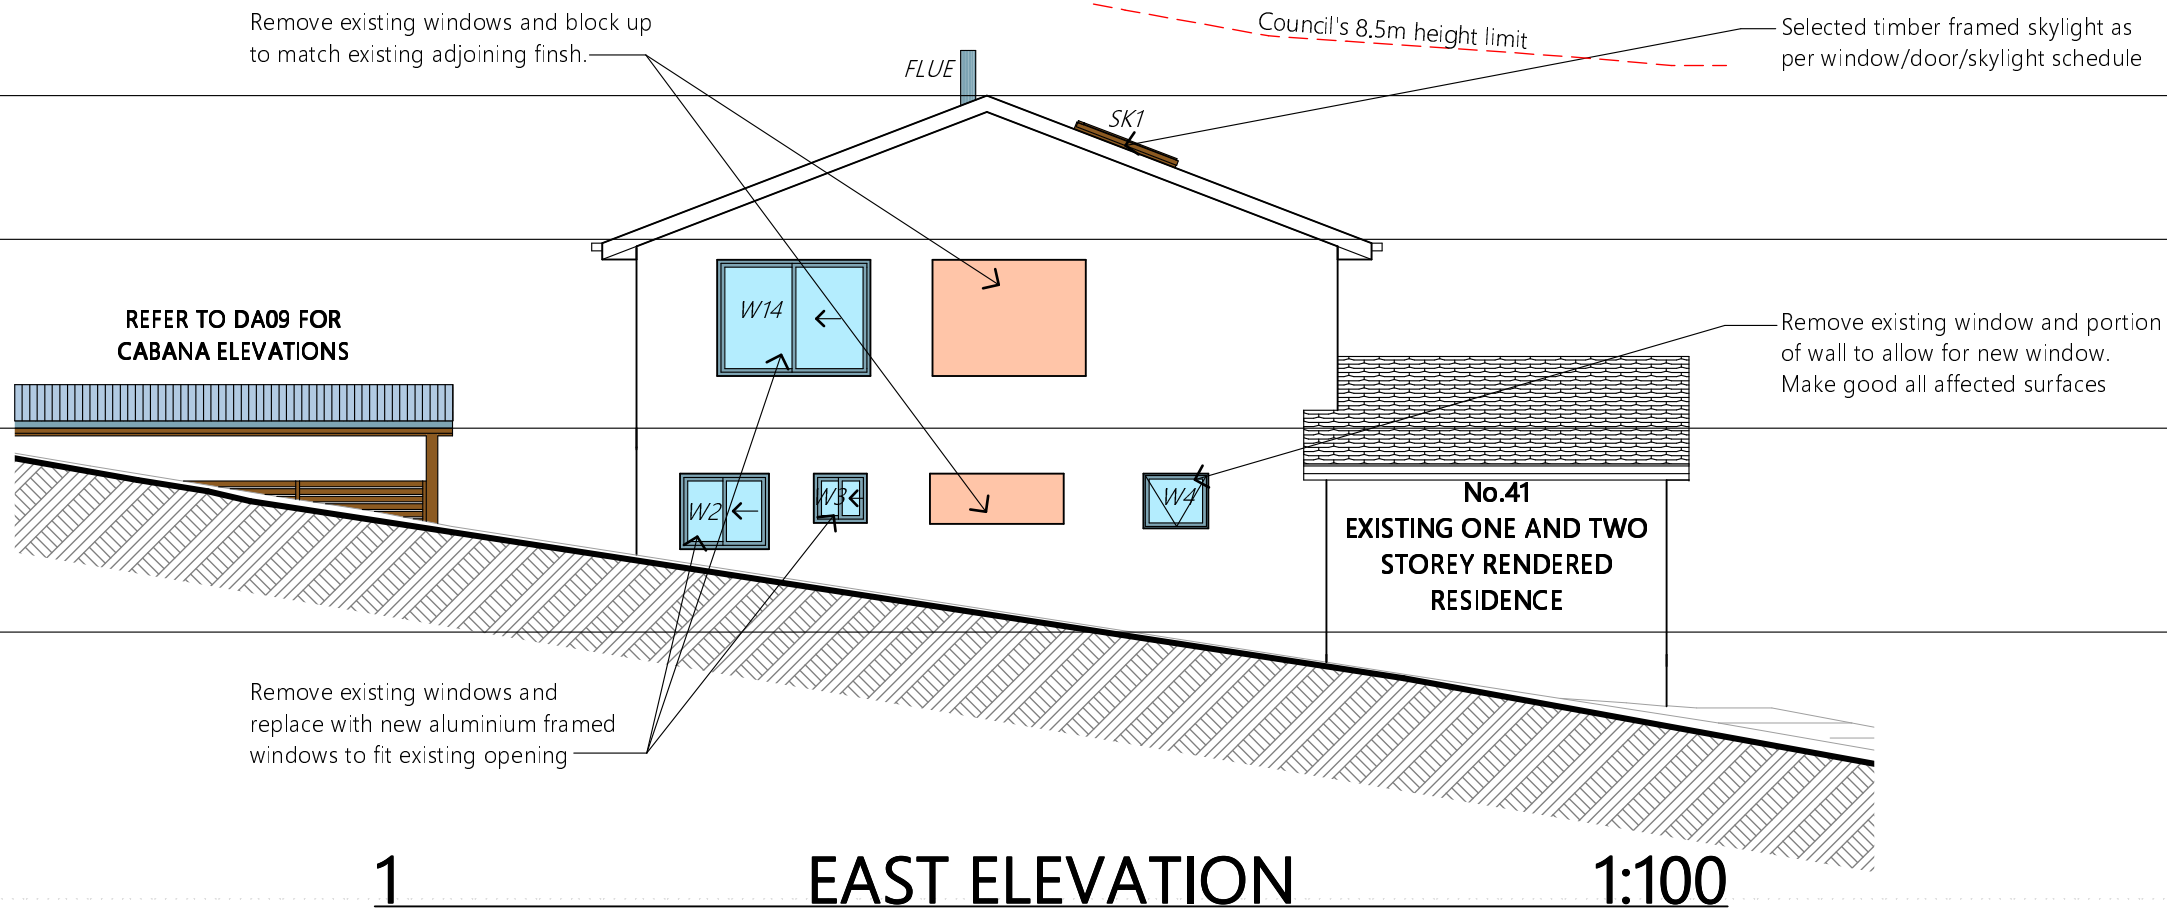 Remove existing windows and block up
to match existing adjoining finsh.
Council's 8.5m height limit
Selected timber framed skylight as
per window/door/skylight schedule
FLUE
SK1
W14
REFER TO DA09 FOR
CABANA ELEVATIONS
Remove existing window and portion
of wall to allow for new window.
Make good all affected surfaces
W2
W3
W4
No.41
EXISTING ONE AND TWO
STOREY RENDERED
RESIDENCE
Remove existing windows and
replace with new aluminium framed
windows to fit existing opening
1 EAST ELEVATION 1:100